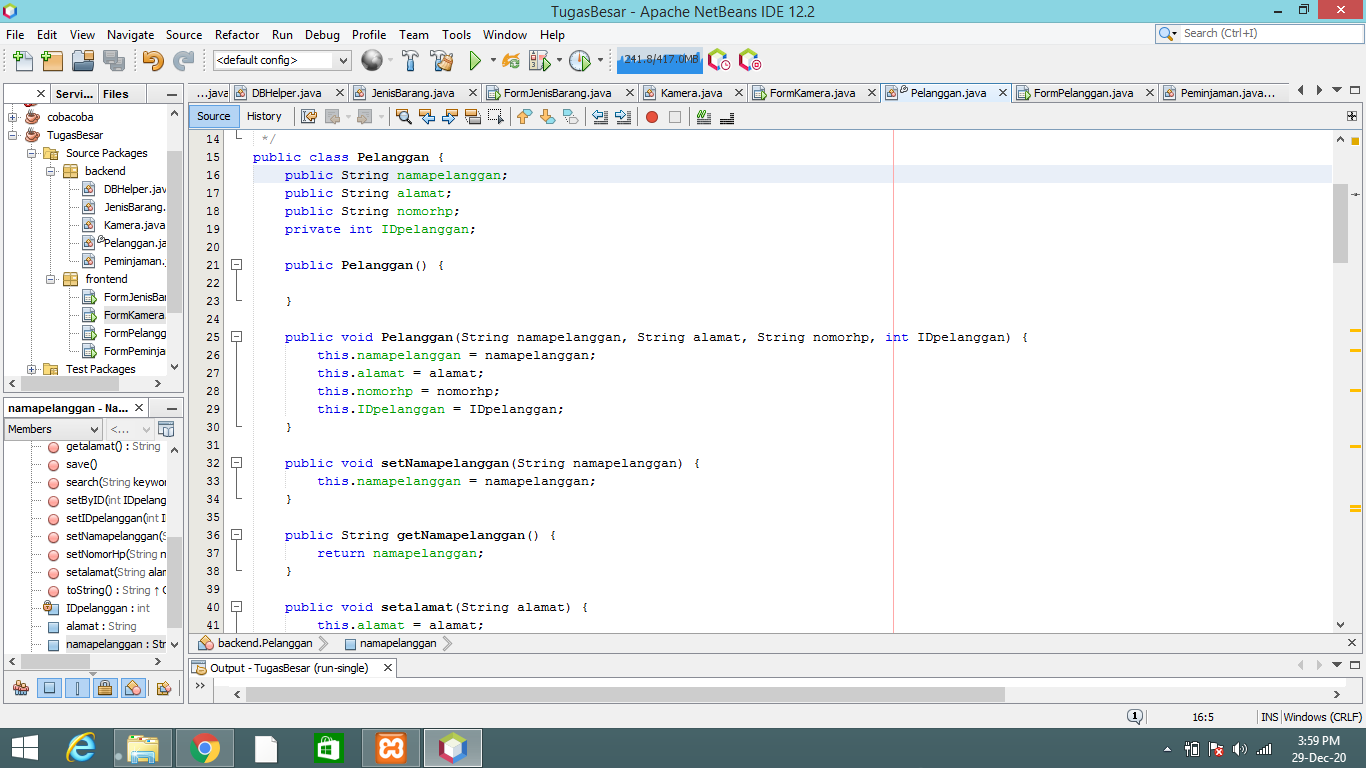 TugasBesar - Apache NetBeans IDE 12.2
File Edit View Navigate Source Refactor Run Debug Profile Team Tools Window Help
Search (Ctrl+I)
<default config>
241.8/417.0MB
Servi... Files
...java DBHelper.java JenisBarang.java FormJenisBarang.java Kamera.java FormKamera.java Pelanggan.java FormPelanggan.java Peminjaman.java...
Source History
cobacoba
TugasBesar
Source Packages
backend
DBHelper.jav
JenisBarang.
Kamera.java
Pelanggan.ja
Peminjaman.
frontend
FormJenisBar
FormKamera.
FormPelangg
FormPeminja
Test Packages
namapelanggan - Na...
Members
<...
getalamat() : String
save()
search(String keywor
setByID(int IDpelang
setIDpelanggan(int I
setNamapelanggan(S
setNomorHp(String n
setalamat(String alam
toString() : String ↑ O
IDpelanggan : int
alamat : String
namapelanggan : Str
14 */
15 public class Pelanggan {
16 public String namapelanggan;
17 public String alamat;
18 public String nomorhp;
19 private int IDpelanggan;
20
21 public Pelanggan() {
22
23 }
24
25 public void Pelanggan(String namapelanggan, String alamat, String nomorhp, int IDpelanggan) {
26 this.namapelanggan = namapelanggan;
27 this.alamat = alamat;
28 this.nomorhp = nomorhp;
29 this.IDpelanggan = IDpelanggan;
30 }
31
32 public void setNamapelanggan(String namapelanggan) {
33 this.namapelanggan = namapelanggan;
34 }
35
36 public String getNamapelanggan() {
37 return namapelanggan;
38 }
39
40 public void setalamat(String alamat) {
41 this.alamat = alamat;
backend.Pelanggan namapelanggan
Output - TugasBesar (run-single)
1
16:5 INS Windows (CRLF)
3:59 PM
29-Dec-20